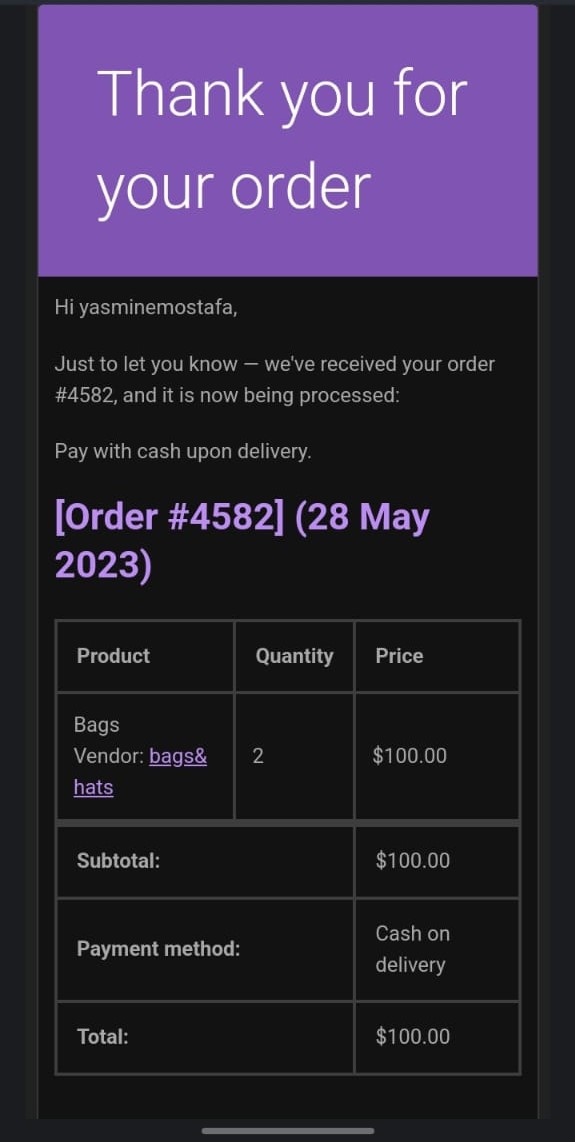 Thank you for
your order
Hi yasminemostafa,
Just to let you know — we've received your order
#4582, and it is now being processed:
Pay with cash upon delivery.
[Order #4582] (28 May
2023)
Product Quantity Price
Bags
Vendor: bags&
hats
2
$100.00
Subtotal: $100.00
Payment method: Cash on
delivery
Total: $100.00